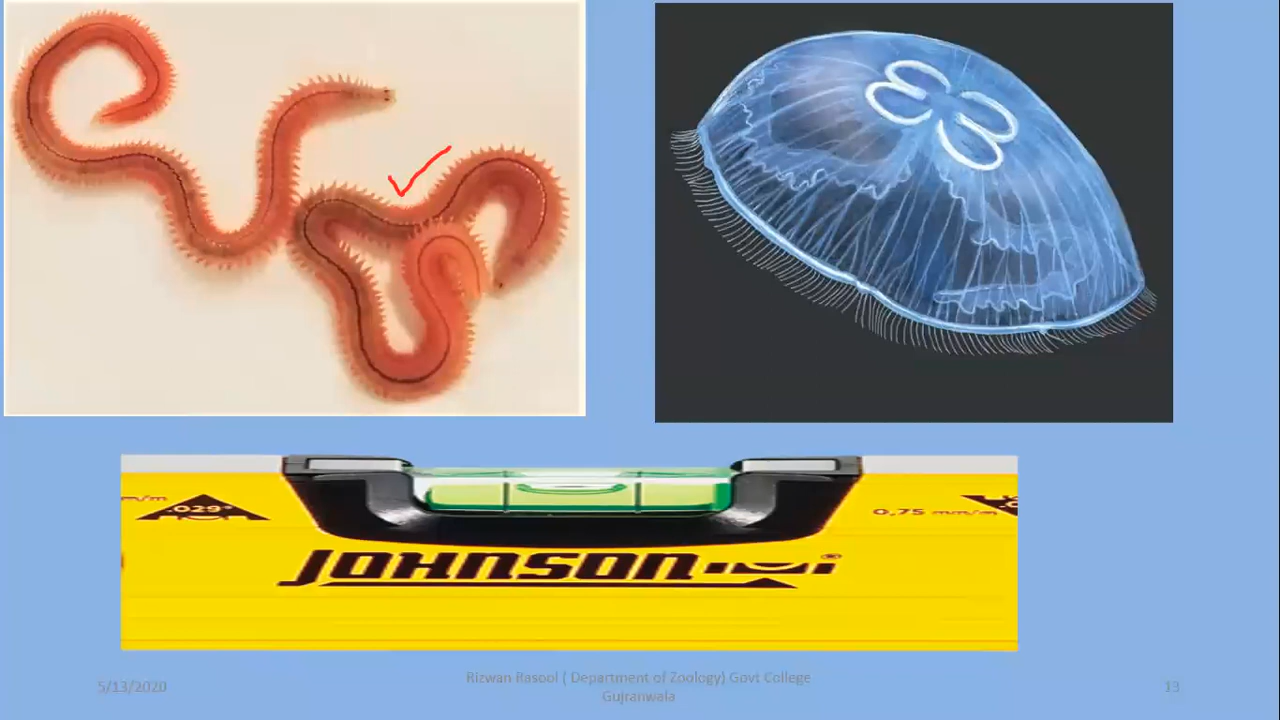 m/m
.029°
0,75 mm/m
JOHNSON
5/13/2020
Rizwan Rasool ( Department of Zoology) Govt College
Gujranwala
13